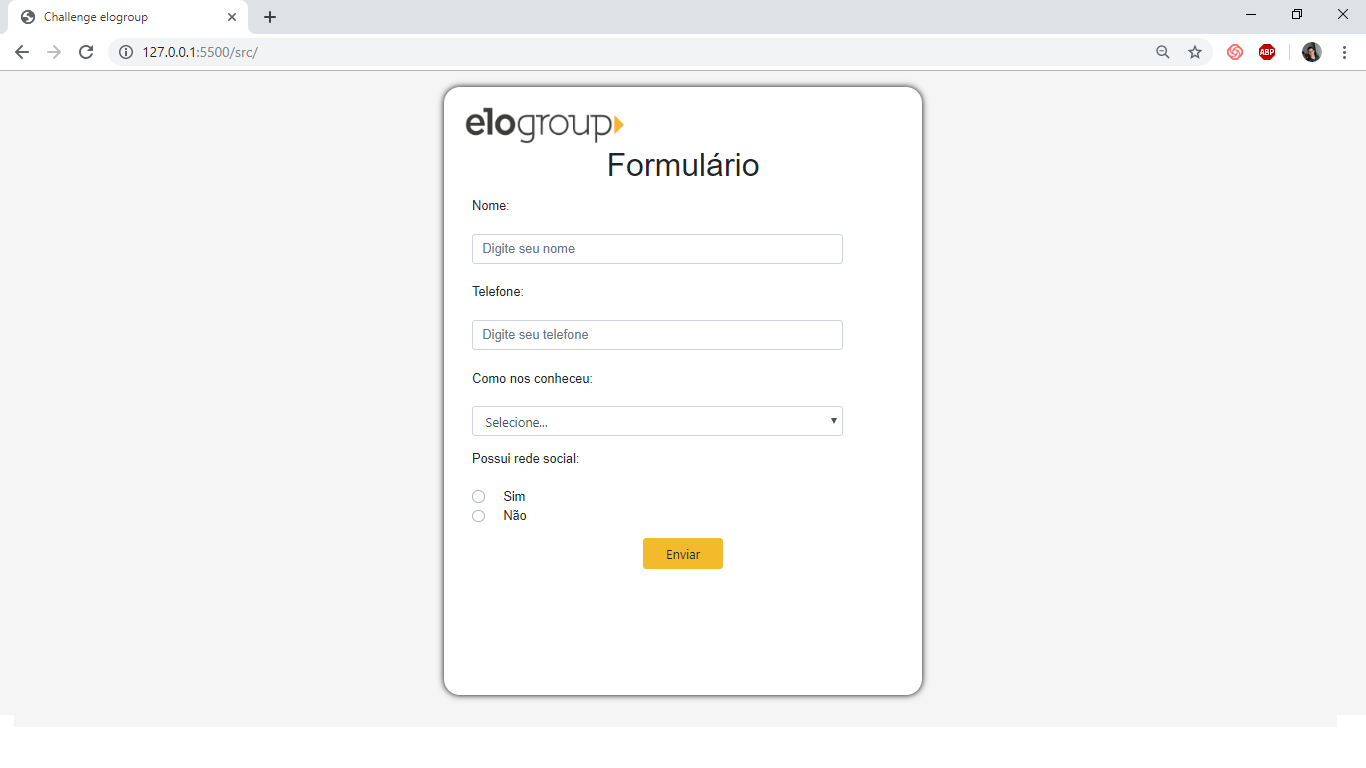 Challenge elogroup
127.0.0.1:5500/src/
ABP
elogroup
Formulário
Nome:
Digite seu nome
Telefone:
Digite seu telefone
Como nos conheceu:
Selecione...
Possui rede social:
Sim
Não
Enviar